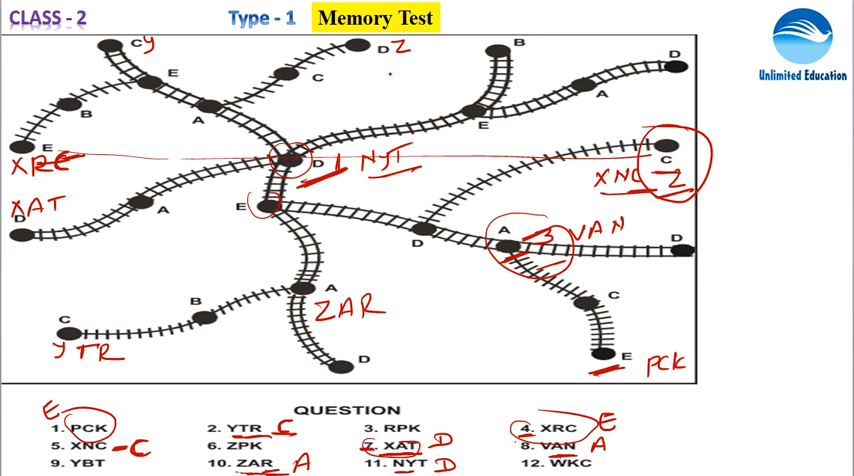 CLASS - 2
Type - 1
Memory Test
Unlimited Education
C y
D Z
B
D
E
C
A
B
A
E
E
D 1 NJT
C
XRC
XNC 2
XAT
D
A
E
D
A 3 VAN
D
C
B
A
ZAR
C
YTR
D
E
PCK
QUESTION
E
1. PCK 2. YTR C 3. RPK 4. XRC E
5. XNC - C 6. ZPK 7. XAT D 8. VAN A
9. YBT 10. ZAR A 11. NYT D 12. WKC